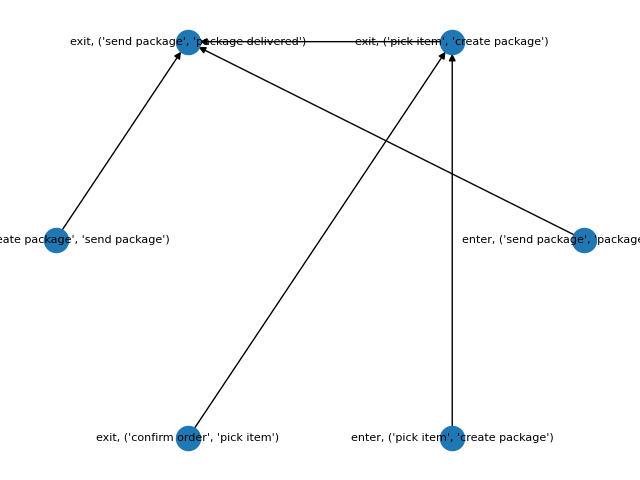 exit, ('send package', 'package delivered')
exit, ('pick item', 'create package')
eate package', 'send package')
enter, ('send package', 'package
exit, ('confirm order', 'pick item')
enter, ('pick item', 'create package')